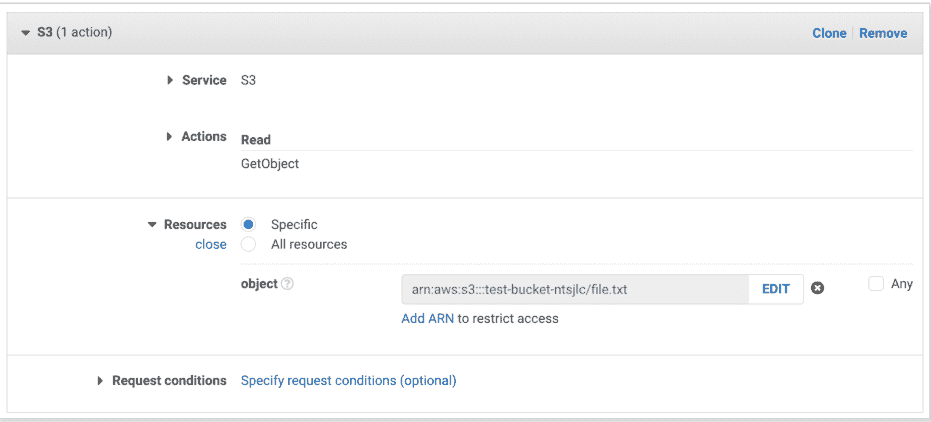 S3 (1 action) Clone Remove
Service S3
Actions Read
GetObject
Resources Specific
close All resources
object ? arn:aws:s3:::test-bucket-ntsjlc/file.txt EDIT Any
Add ARN to restrict access
Request conditions Specify request conditions (optional)